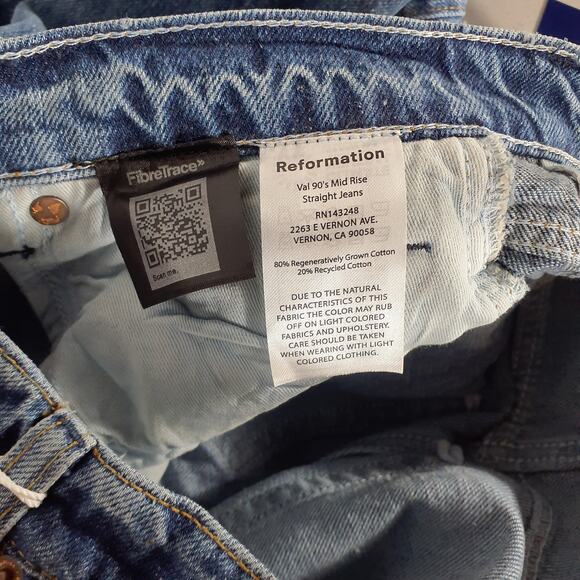 FibreTrace»
Scan me.
Reformation
Val 90's Mid Rise
Straight Jeans
RN143248
2263 E VERNON AVE.
VERNON, CA 90058
80% Regeneratively Grown Cotton
20% Recycled Cotton
DUE TO THE NATURAL
CHARACTERISTICS OF THIS
FABRIC THE COLOR MAY RUB
OFF ON LIGHT COLORED
FABRICS AND UPHOLSTERY.
CARE SHOULD BE TAKEN
WHEN WEARING WITH LIGHT
COLORED CLOTHING.